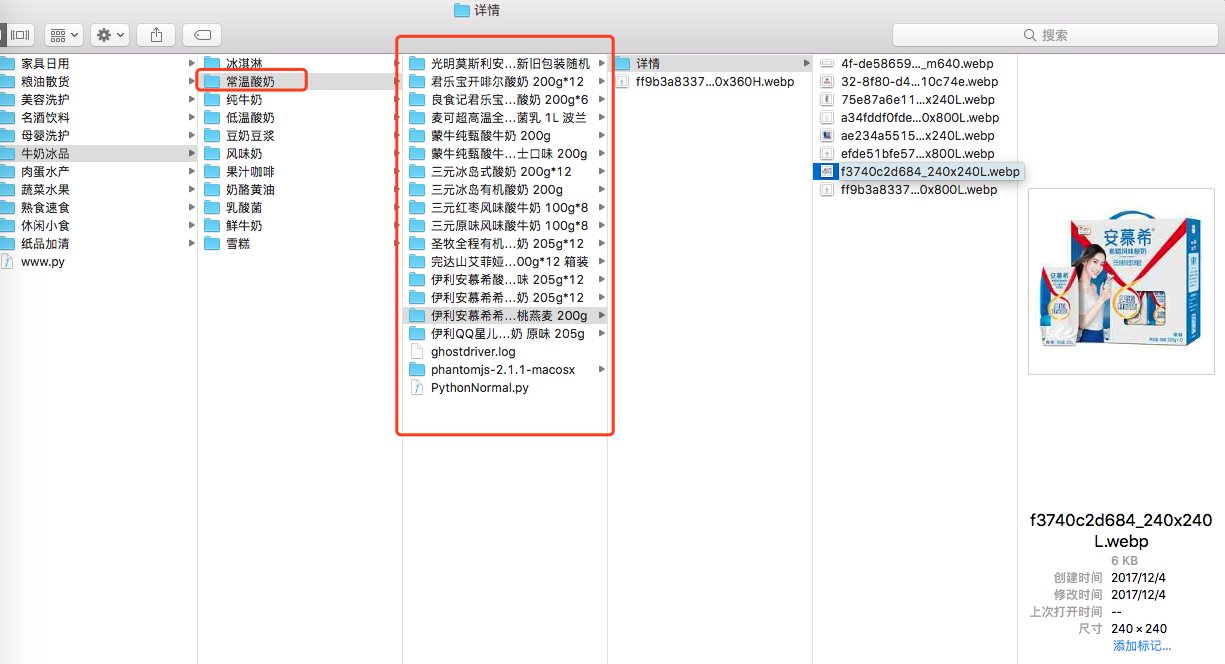 详情
搜索
家具日用
粮油散货
美容洗护
名酒饮料
母婴洗护
牛奶冰品
肉蛋水产
蔬菜水果
熟食速食
休闲小食
纸品加清
www.py
冰淇淋
常温酸奶
纯牛奶
低温酸奶
豆奶豆浆
风味奶
果汁咖啡
奶酪黄油
乳酸菌
鲜牛奶
雪糕
光明莫斯利安...新旧包装随机
君乐宝开啡尔酸奶 200g*12
良食记君乐宝...酸奶 200g*6
麦可超高温全...菌乳 1L 波兰
蒙牛纯甄酸牛奶 200g
蒙牛纯甄酸牛...士口味 200g
三元冰岛式酸奶 200g*12
三元冰岛有机酸奶 200g
三元红枣风味酸牛奶 100g*8
三元原味风味酸牛奶 100g*8
圣牧全程有机...奶 205g*12
完达山艾菲娅...00g*12 箱装
伊利安慕希酸...味 205g*12
伊利安慕希希...奶 205g*12
伊利安慕希希...桃燕麦 200g
伊利QQ星儿...奶 原味 205g
ghostdriver.log
phantomjs-2.1.1-macosx
PythonNormal.py
详情
ff9b3a8337...0x360H.webp
4f-de58659..._m640.webp
32-8f80-d4...10c74e.webp
75e87a6e11...x240L.webp
a34fddf0fde...0x800L.webp
ae234a5515...x240L.webp
efde51bfe57...x800L.webp
f3740c2d684_240x240L.webp
ff9b3a8337...0x800L.webp
安慕希
希腊风味酸奶
安慕希
f3740c2d684_240x240
L.webp
6 KB
创建时间 2017/12/4
修改时间 2017/12/4
上次打开时间 --
尺寸 240 × 240
添加标记...